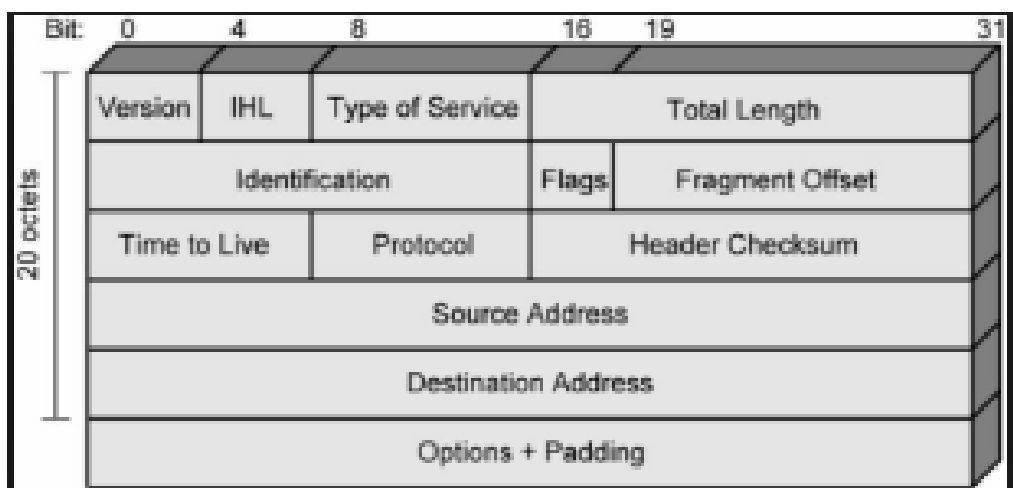 Bit: 0 4 8 16 19 31
Version IHL Type of Service Total Length
Identification Flags Fragment Offset
20 octets
Time to Live Protocol Header Checksum
Source Address
Destination Address
Options + Padding